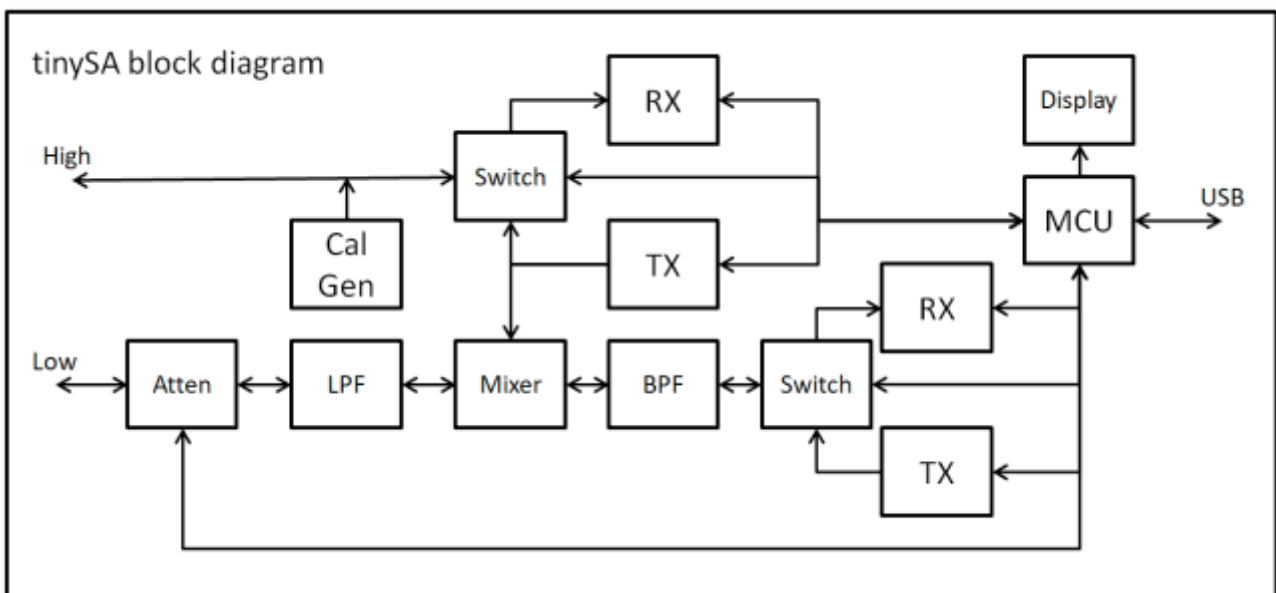 tinySA block diagram
RX
Display
High
Switch
MCU
USB
Cal
Gen
TX
RX
Low
Atten
LPF
Mixer
BPF
Switch
TX